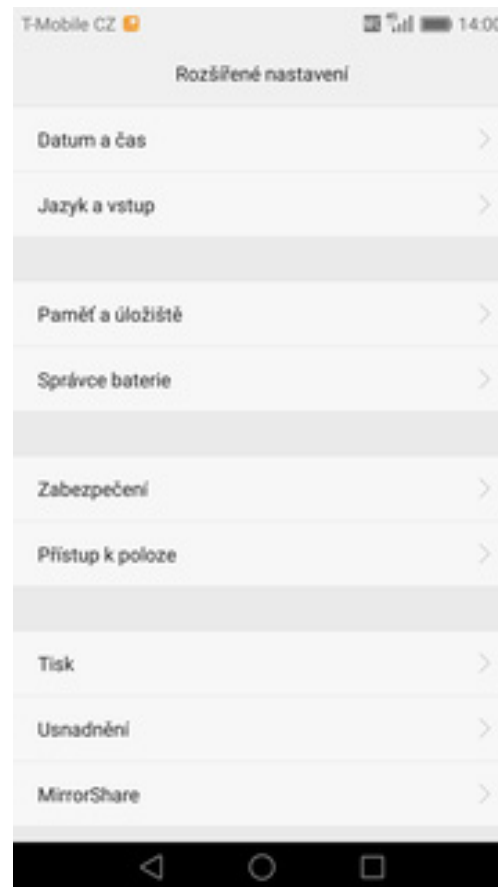 T-Mobile CZ 14:00
Rozšířené nastavení
Datum a čas
Jazyk a vstup
Paměť a úložiště
Správce baterie
Zabezpečení
Přístup k poloze
Tisk
Usnadnění
MirrorShare